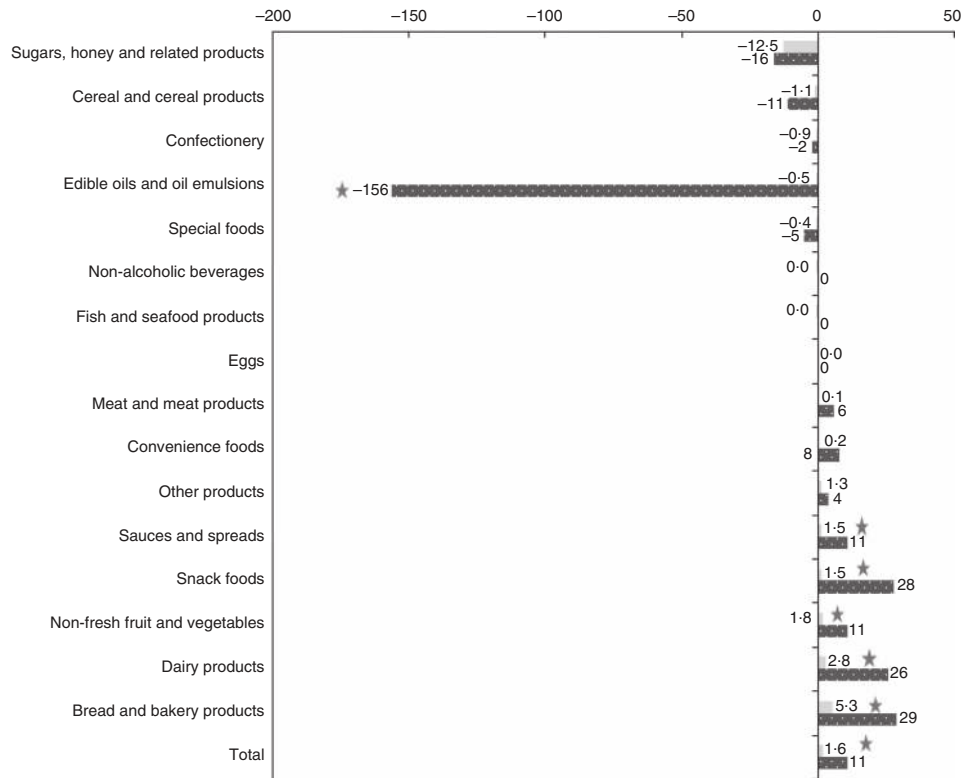 −200 −150 −100 −50 0 50
Sugars, honey and related products −12·5
−16
Cereal and cereal products −1·1
−11
Confectionery −0·9
−2
Edible oils and oil emulsions −0·5
★ −156
Special foods −0·4
−5
Non-alcoholic beverages 0·0
0
Fish and seafood products 0·0
0
Eggs 0·0
0
Meat and meat products 0·1
6
Convenience foods 0·2
8
Other products 1·3
4
Sauces and spreads 1·5 ★
11
Snack foods 1·5 ★
28
Non-fresh fruit and vegetables 1·8 ★
11
Dairy products 2·8 ★
26
Bread and bakery products 5·3 ★
29
Total 1·6 ★
11